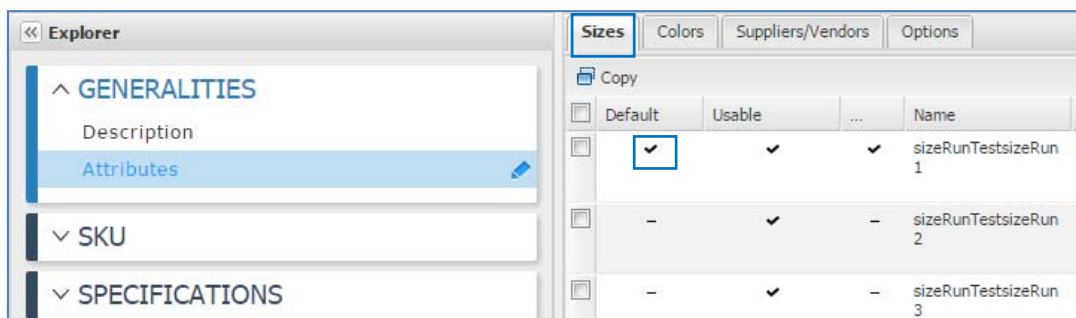 Explorer
GENERALITIES
Description
Attributes
SKU
SPECIFICATIONS
Sizes Colors Suppliers/Vendors Options
Copy
Default Usable ... Name
sizeRunTestsizeRun
1
sizeRunTestsizeRun
2
sizeRunTestsizeRun
3